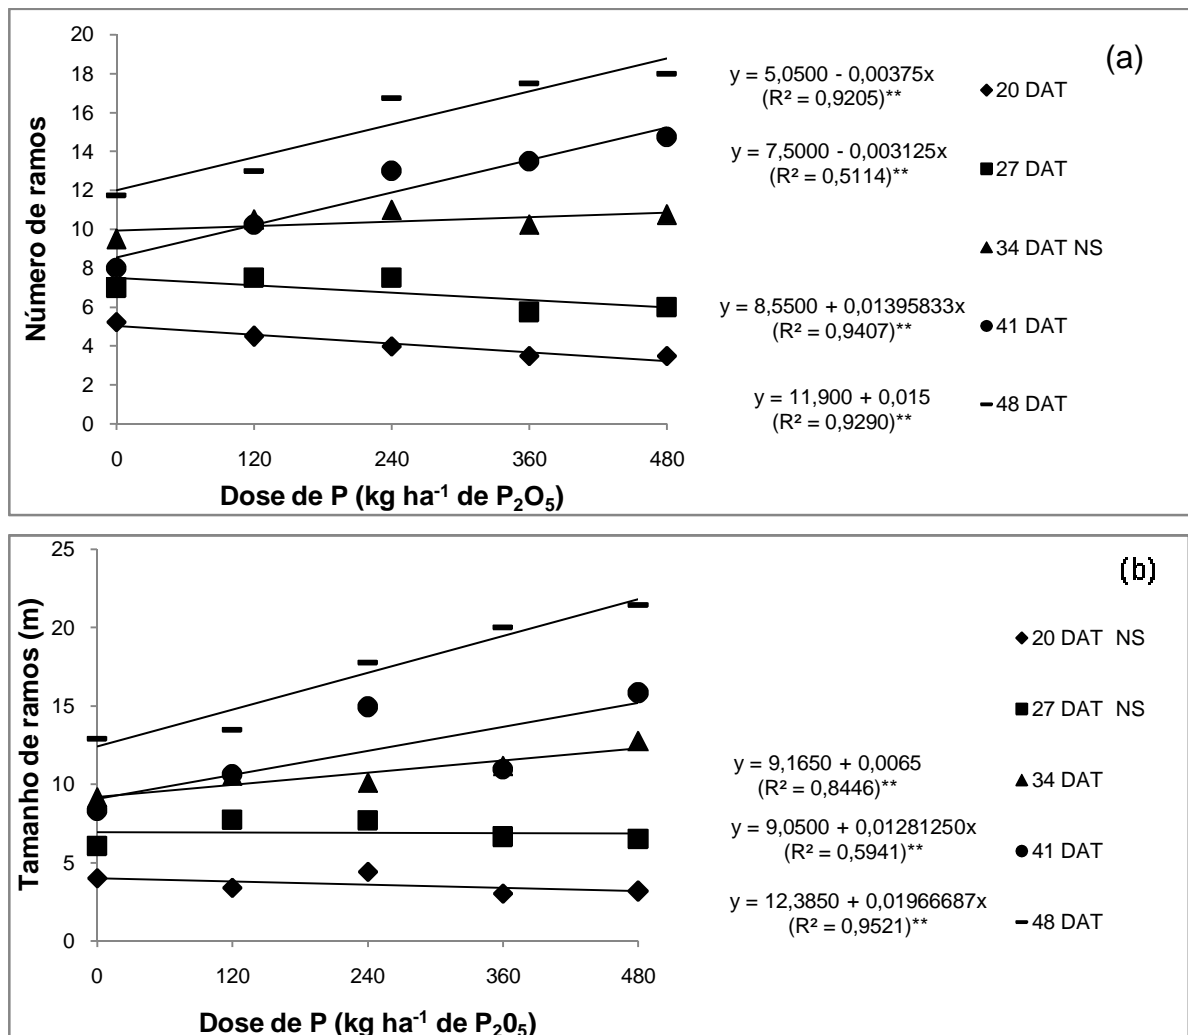 (a)
Número de ramos
20
18
16
14
12
10
8
6
4
2
0
0 120 240 360 480
Dose de P (kg ha⁻¹ de P₂O₅)
y = 5,0500 - 0,00375x
(R² = 0,9205)**
20 DAT
y = 7,5000 - 0,003125x
(R² = 0,5114)**
27 DAT
34 DAT NS
y = 8,5500 + 0,01395833x
(R² = 0,9407)**
41 DAT
y = 11,900 + 0,015
(R² = 0,9290)**
48 DAT
(b)
Tamanho de ramos (m)
25
20
15
10
5
0
0 120 240 360 480
Dose de P (kg ha⁻¹ de P₂0₅)
20 DAT NS
27 DAT NS
y = 9,1650 + 0,0065
(R² = 0,8446)**
34 DAT
y = 9,0500 + 0,01281250x
(R² = 0,5941)**
41 DAT
y = 12,3850 + 0,01966687x
(R² = 0,9521)**
48 DAT